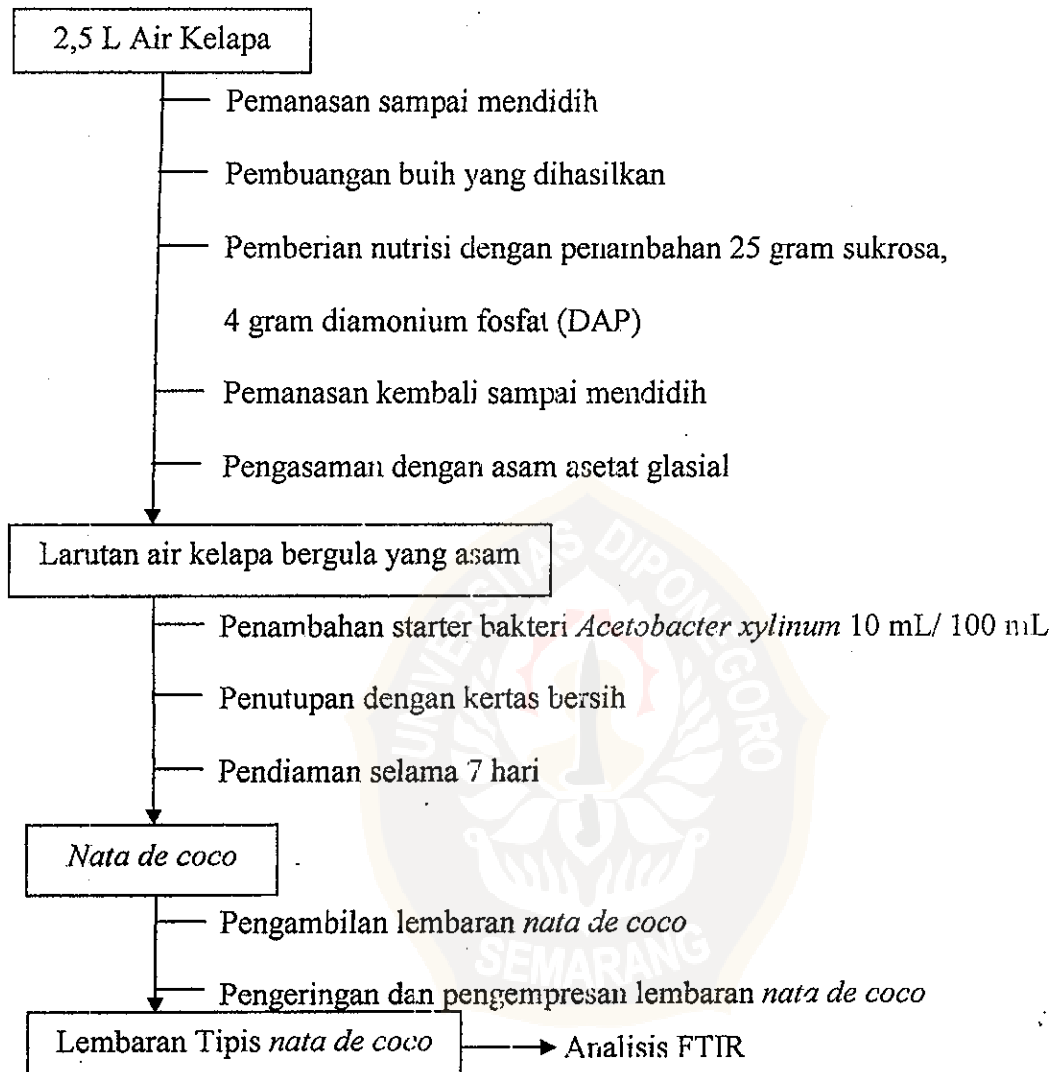 2,5 L Air Kelapa
Pemanasan sampai mendidih
Pembuangan buih yang dihasilkan
Pemberian nutrisi dengan penambahan 25 gram sukrosa,
4 gram diamonium fosfat (DAP)
Pemanasan kembali sampai mendidih
Pengasaman dengan asam asetat glasial
Larutan air kelapa bergula yang asam
Penambahan starter bakteri Acetobacter xylinum 10 mL/ 100 mL
Penutupan dengan kertas bersih
Pendiaman selama 7 hari
Nata de coco
Pengambilan lembaran nata de coco
Pengeringan dan pengempresan lembaran nata de coco
Lembaran Tipis nata de coco
Analisis FTIR
UNIVERSITAS DIPONEGORO
SEMARANG